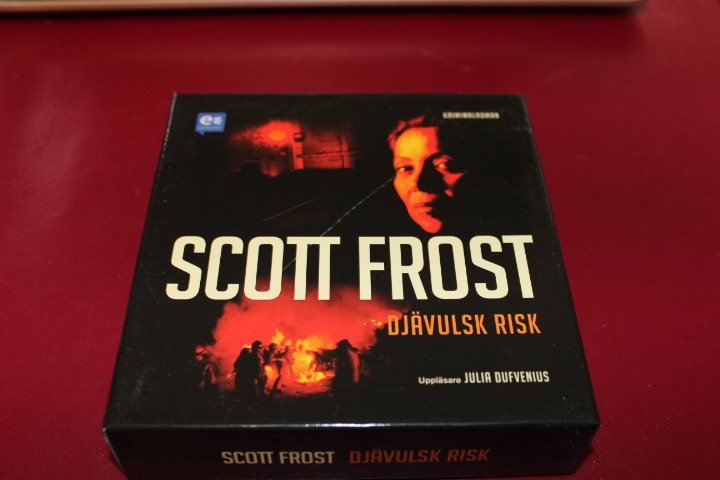 KRIMINALROMAN
SCOTT FROST
DJÄVULSK RISK
Uppläsare JULIA DUFVENIUS
SCOTT FROST DJÄVULSK RISK